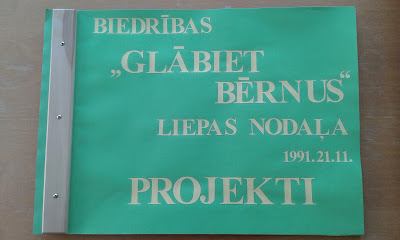 BIEDRĪBAS
„GLĀBIET
BĒRNUS“
LIEPAS NODAĻA
1991.21.11.
PROJEKTI